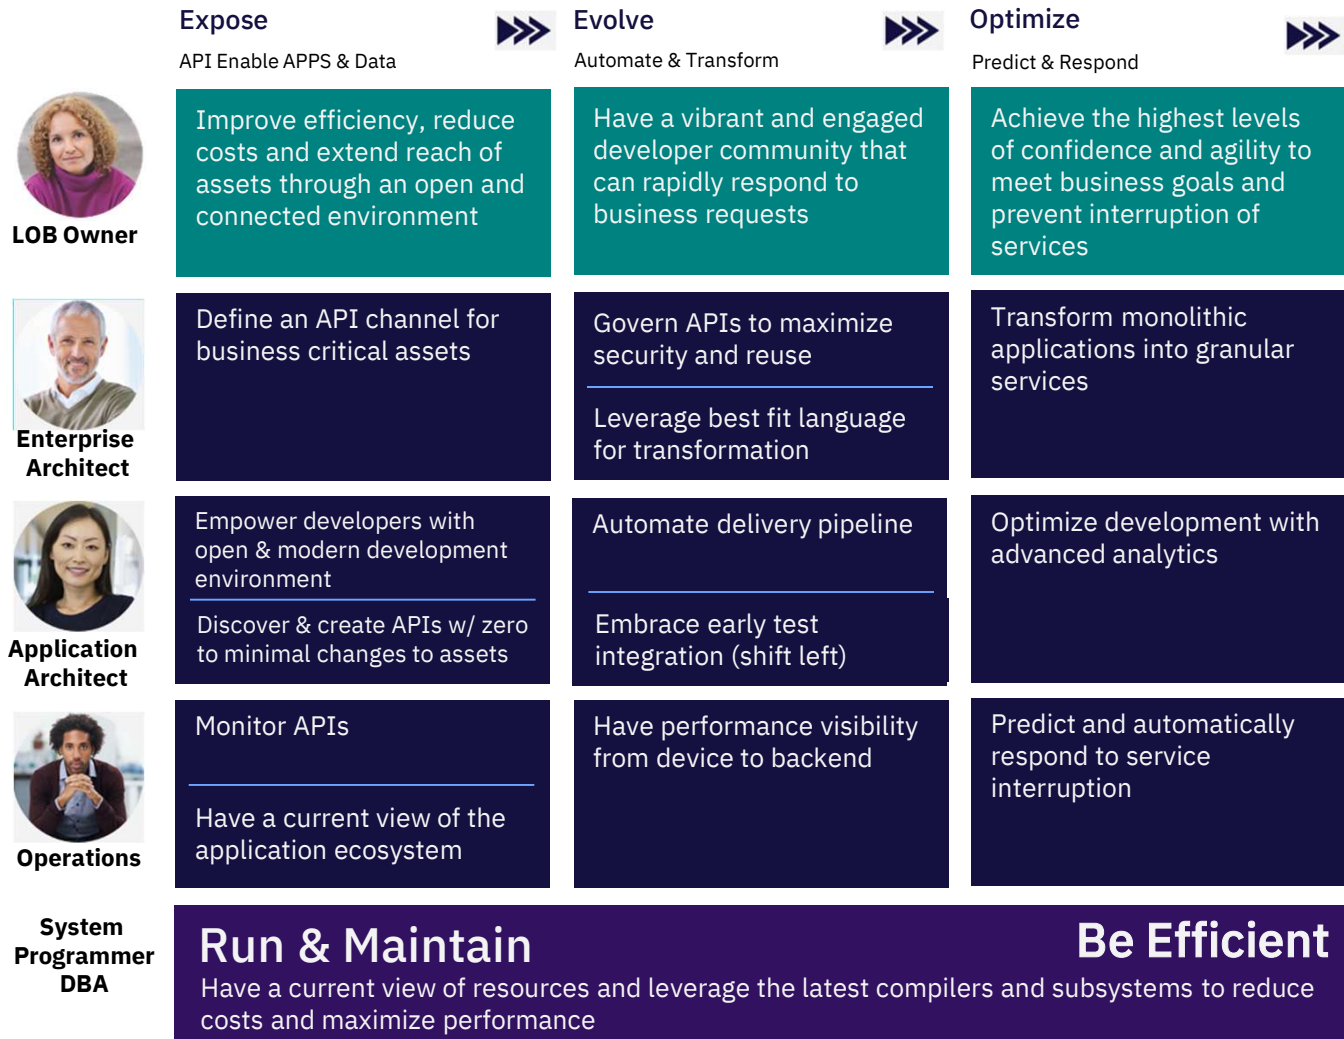 Expose
API Enable APPS & Data
Evolve
Automate & Transform
Optimize
Predict & Respond
LOB Owner
Improve efficiency, reduce
costs and extend reach of
assets through an open and
connected environment
Have a vibrant and engaged
developer community that
can rapidly respond to
business requests
Achieve the highest levels
of confidence and agility to
meet business goals and
prevent interruption of
services
Enterprise
Architect
Define an API channel for
business critical assets
Govern APIs to maximize
security and reuse
Leverage best fit language
for transformation
Transform monolithic
applications into granular
services
Application
Architect
Empower developers with
open & modern development
environment
Discover & create APIs w/ zero
to minimal changes to assets
Automate delivery pipeline
Embrace early test
integration (shift left)
Optimize development with
advanced analytics
Operations
Monitor APIs
Have a current view of the
application ecosystem
Have performance visibility
from device to backend
Predict and automatically
respond to service
interruption
System
Programmer
DBA
Run & Maintain
Be Efficient
Have a current view of resources and leverage the latest compilers and subsystems to reduce
costs and maximize performance